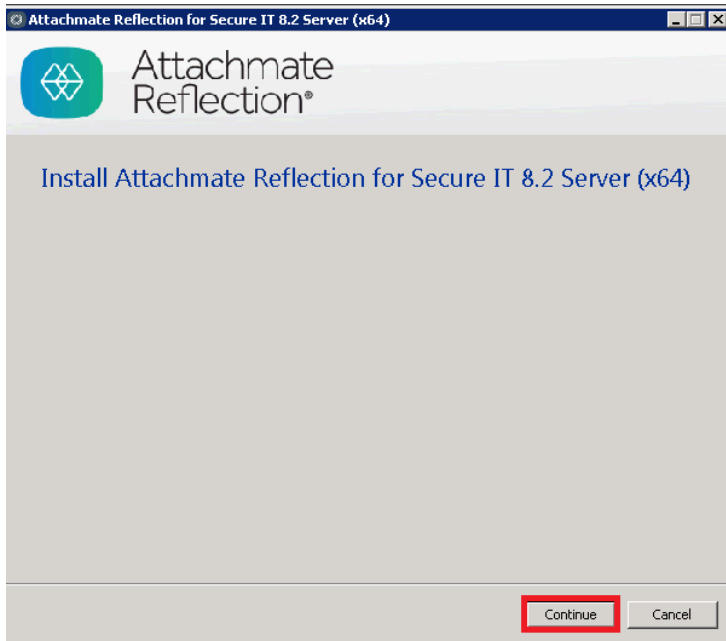 Attachmate Reflection for Secure IT 8.2 Server (x64)
Attachmate
Reflection®
Install Attachmate Reflection for Secure IT 8.2 Server (x64)
Continue
Cancel